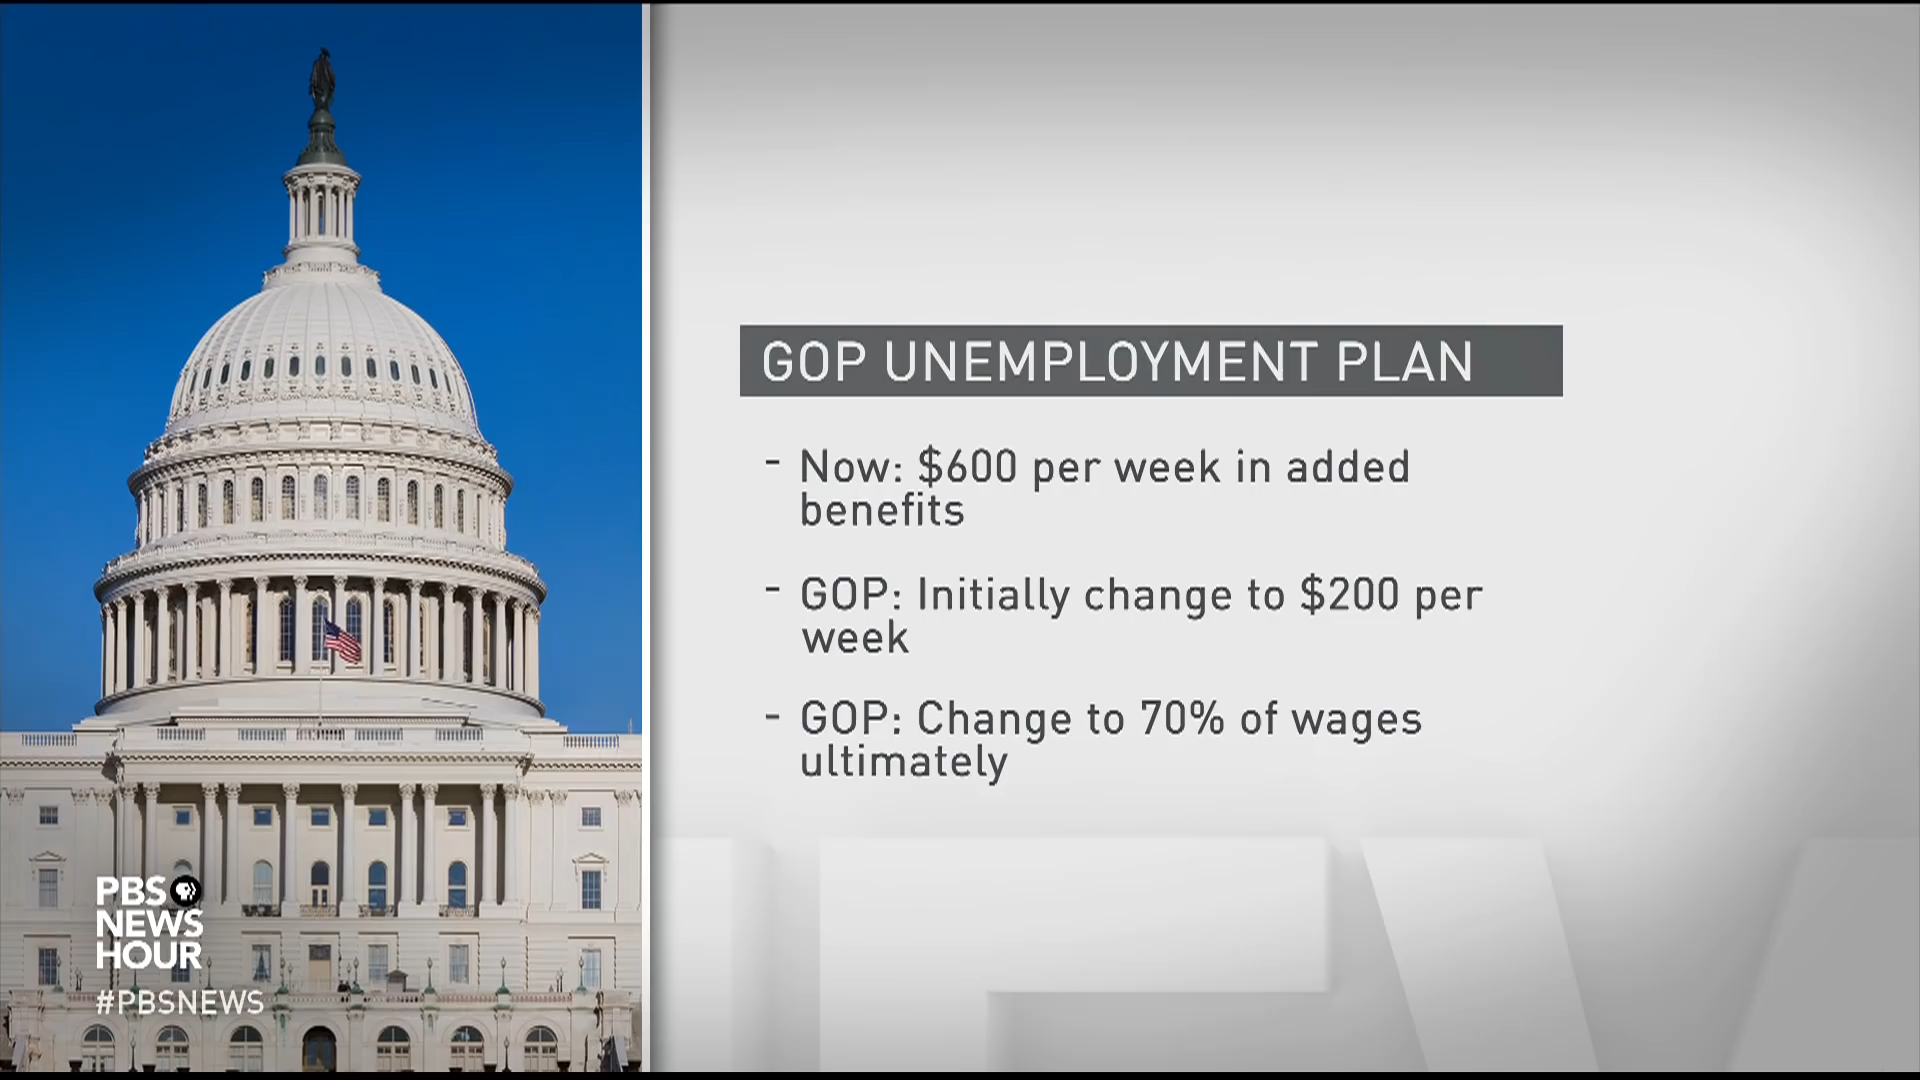 GOP UNEMPLOYMENT PLAN
- Now: $600 per week in added
benefits
- GOP: Initially change to $200 per
week
- GOP: Change to 70% of wages
ultimately
PBS
NEWS
HOUR
#PBSNEWS